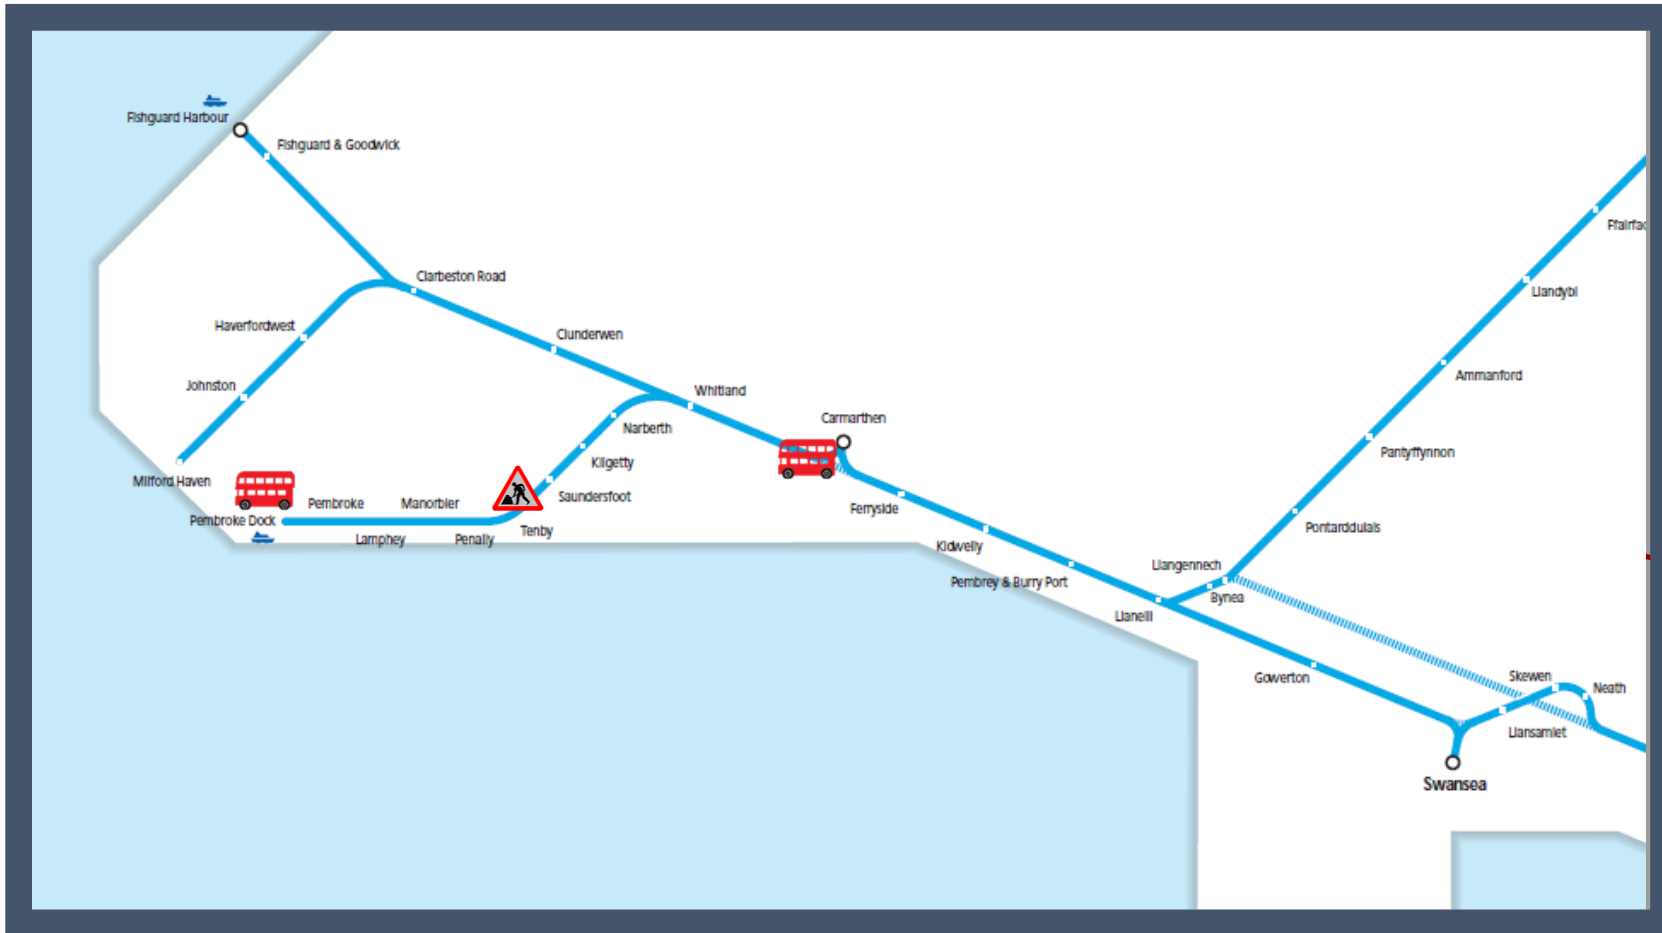 Fishguard Harbour
Fishguard & Goodwick
Clarbeston Road
Haverfordwest
Clunderwen
Johnston
Whitland
Carmarthen
Narberth
Kilgetty
Milford Haven
Saundersfoot
Pembroke
Manorbier
Pembroke Dock
Tenby
Lamphey
Penally
Ferryside
Kidwelly
Pembrey & Burry Port
Llangennech
Bynea
Llanelli
Ffairfac
Llandybi
Ammanford
Pantyffynnon
Pontarddulais
Gowerton
Skewen
Neath
Llansamlet
Swansea